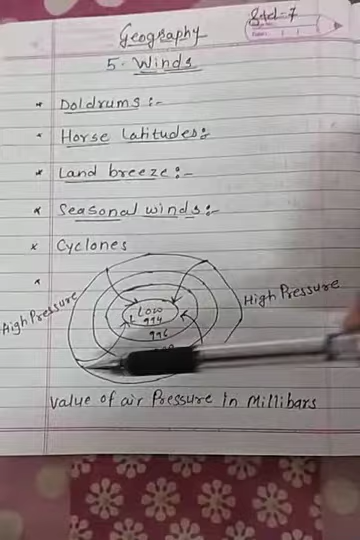 Std-7
Geography
5. Winds
* Doldrums :-
* Horse latitudes:-
* Land breeze :-
* Seasonal winds :-
* Cyclones
*
High Pressure
High Pressure
Low
L
994
996
Value of air Pressure In Millibars